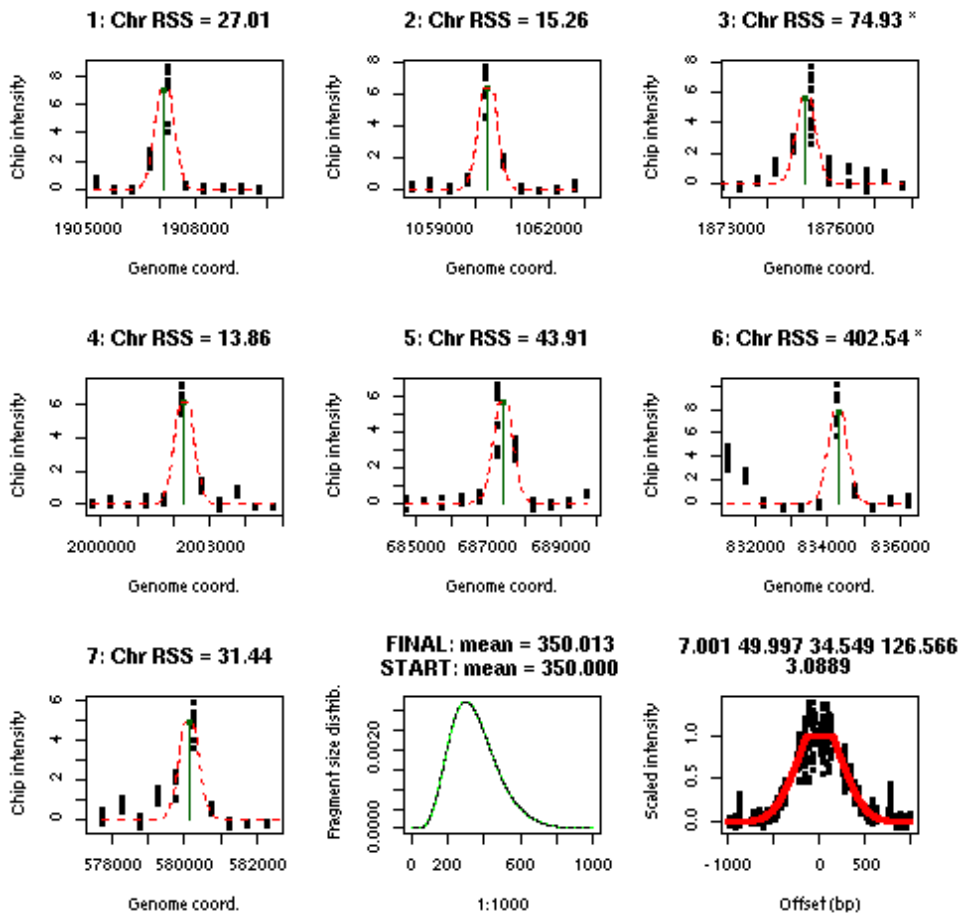 1: Chr RSS = 27.01
2: Chr RSS = 15.26
3: Chr RSS = 74.93 *
Chip intensity
0 2 4 6 8
1905000 1908000
Genome coord.
Chip intensity
0 2 4 6 8
1059000 1062000
Genome coord.
Chip intensity
0 2 4 6 8
1873000 1876000
Genome coord.
4: Chr RSS = 13.86
5: Chr RSS = 43.91
6: Chr RSS = 402.54 *
Chip intensity
0 2 4 6
2000000 2003000
Genome coord.
Chip intensity
0 2 4 6
685000 687000 689000
Genome coord.
Chip intensity
0 2 4 6 8
832000 834000 836000
Genome coord.
7: Chr RSS = 31.44
FINAL: mean = 350.013
START: mean = 350.000
7.001 49.997 34.549 126.566
3.0889
Chip intensity
0 2 4 6
578000 580000 582000
Genome coord.
Fragment size distrib.
0.0000 0.0020
0 200 600 1000
1:1000
Scaled intensity
0.0 0.5 1.0
-1000 0 500
Offset (bp)